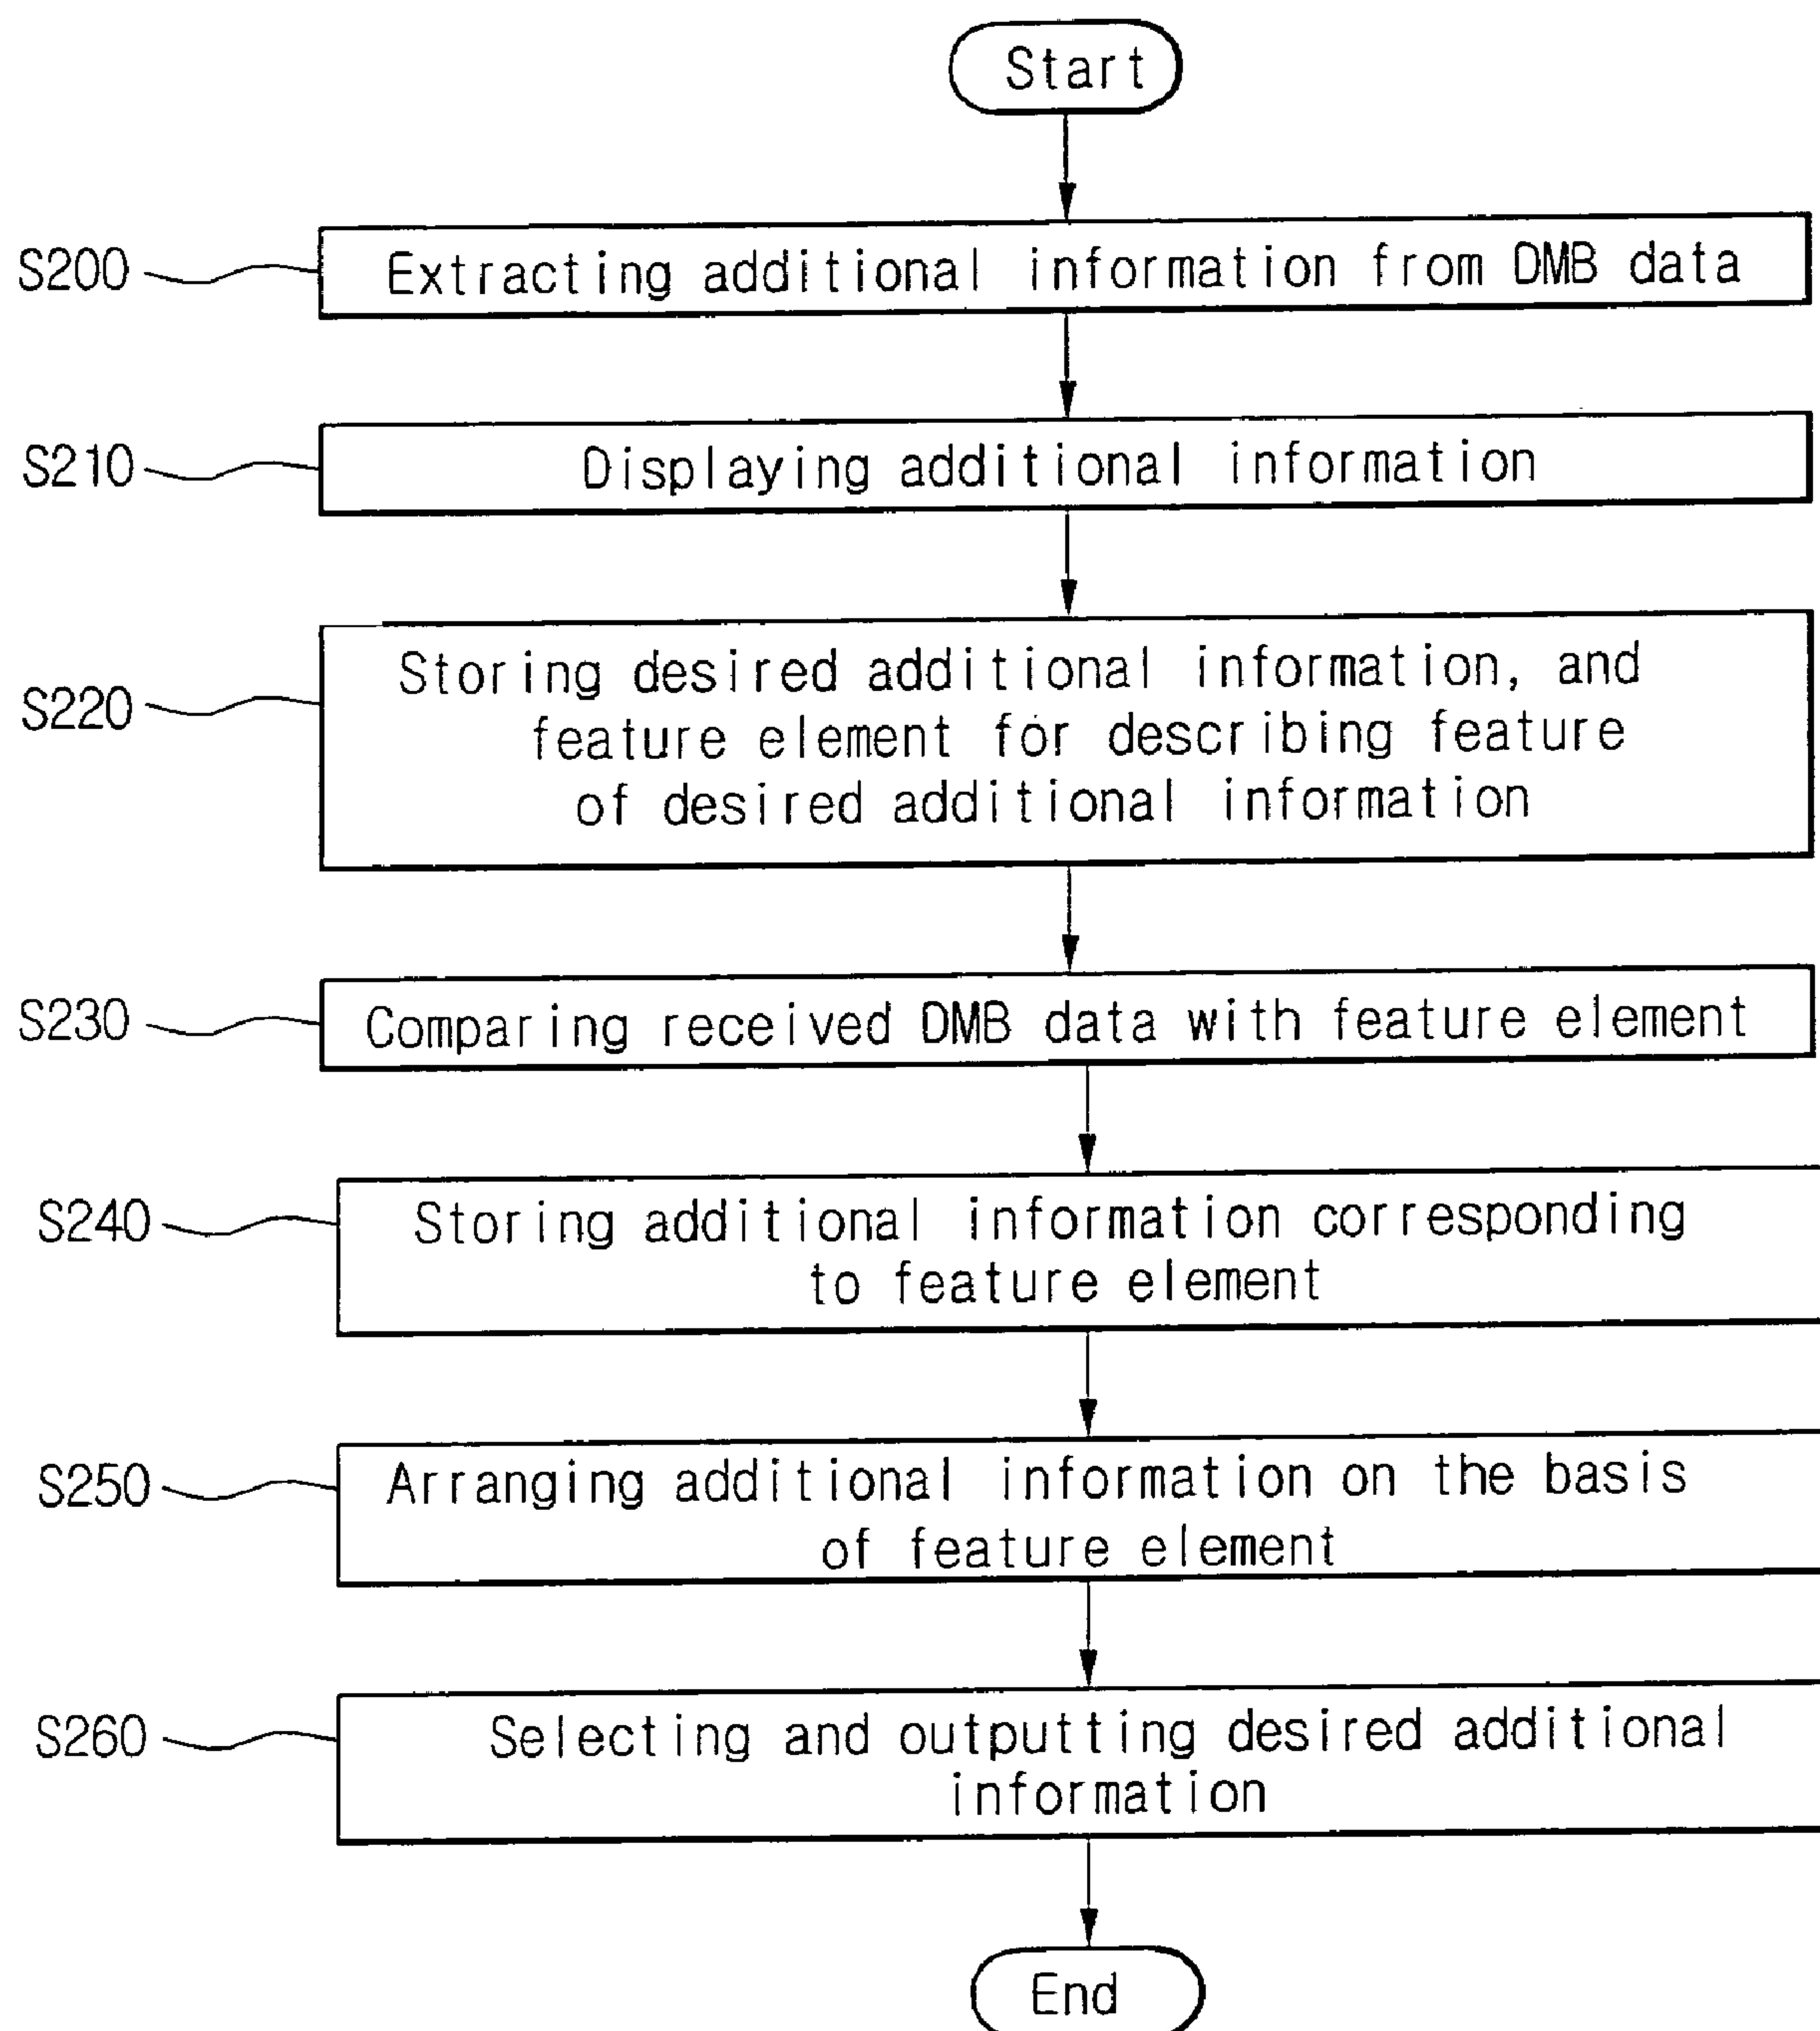 Start
S200
Extracting additional information from DMB data
S210
Displaying additional information
S220
Storing desired additional information, and
feature element for describing feature
of desired additional information
S230
Comparing received DMB data with feature element
S240
Storing additional information corresponding
to feature element
S250
Arranging additional information on the basis
of feature element
S260
Selecting and outputting desired additional
information
End